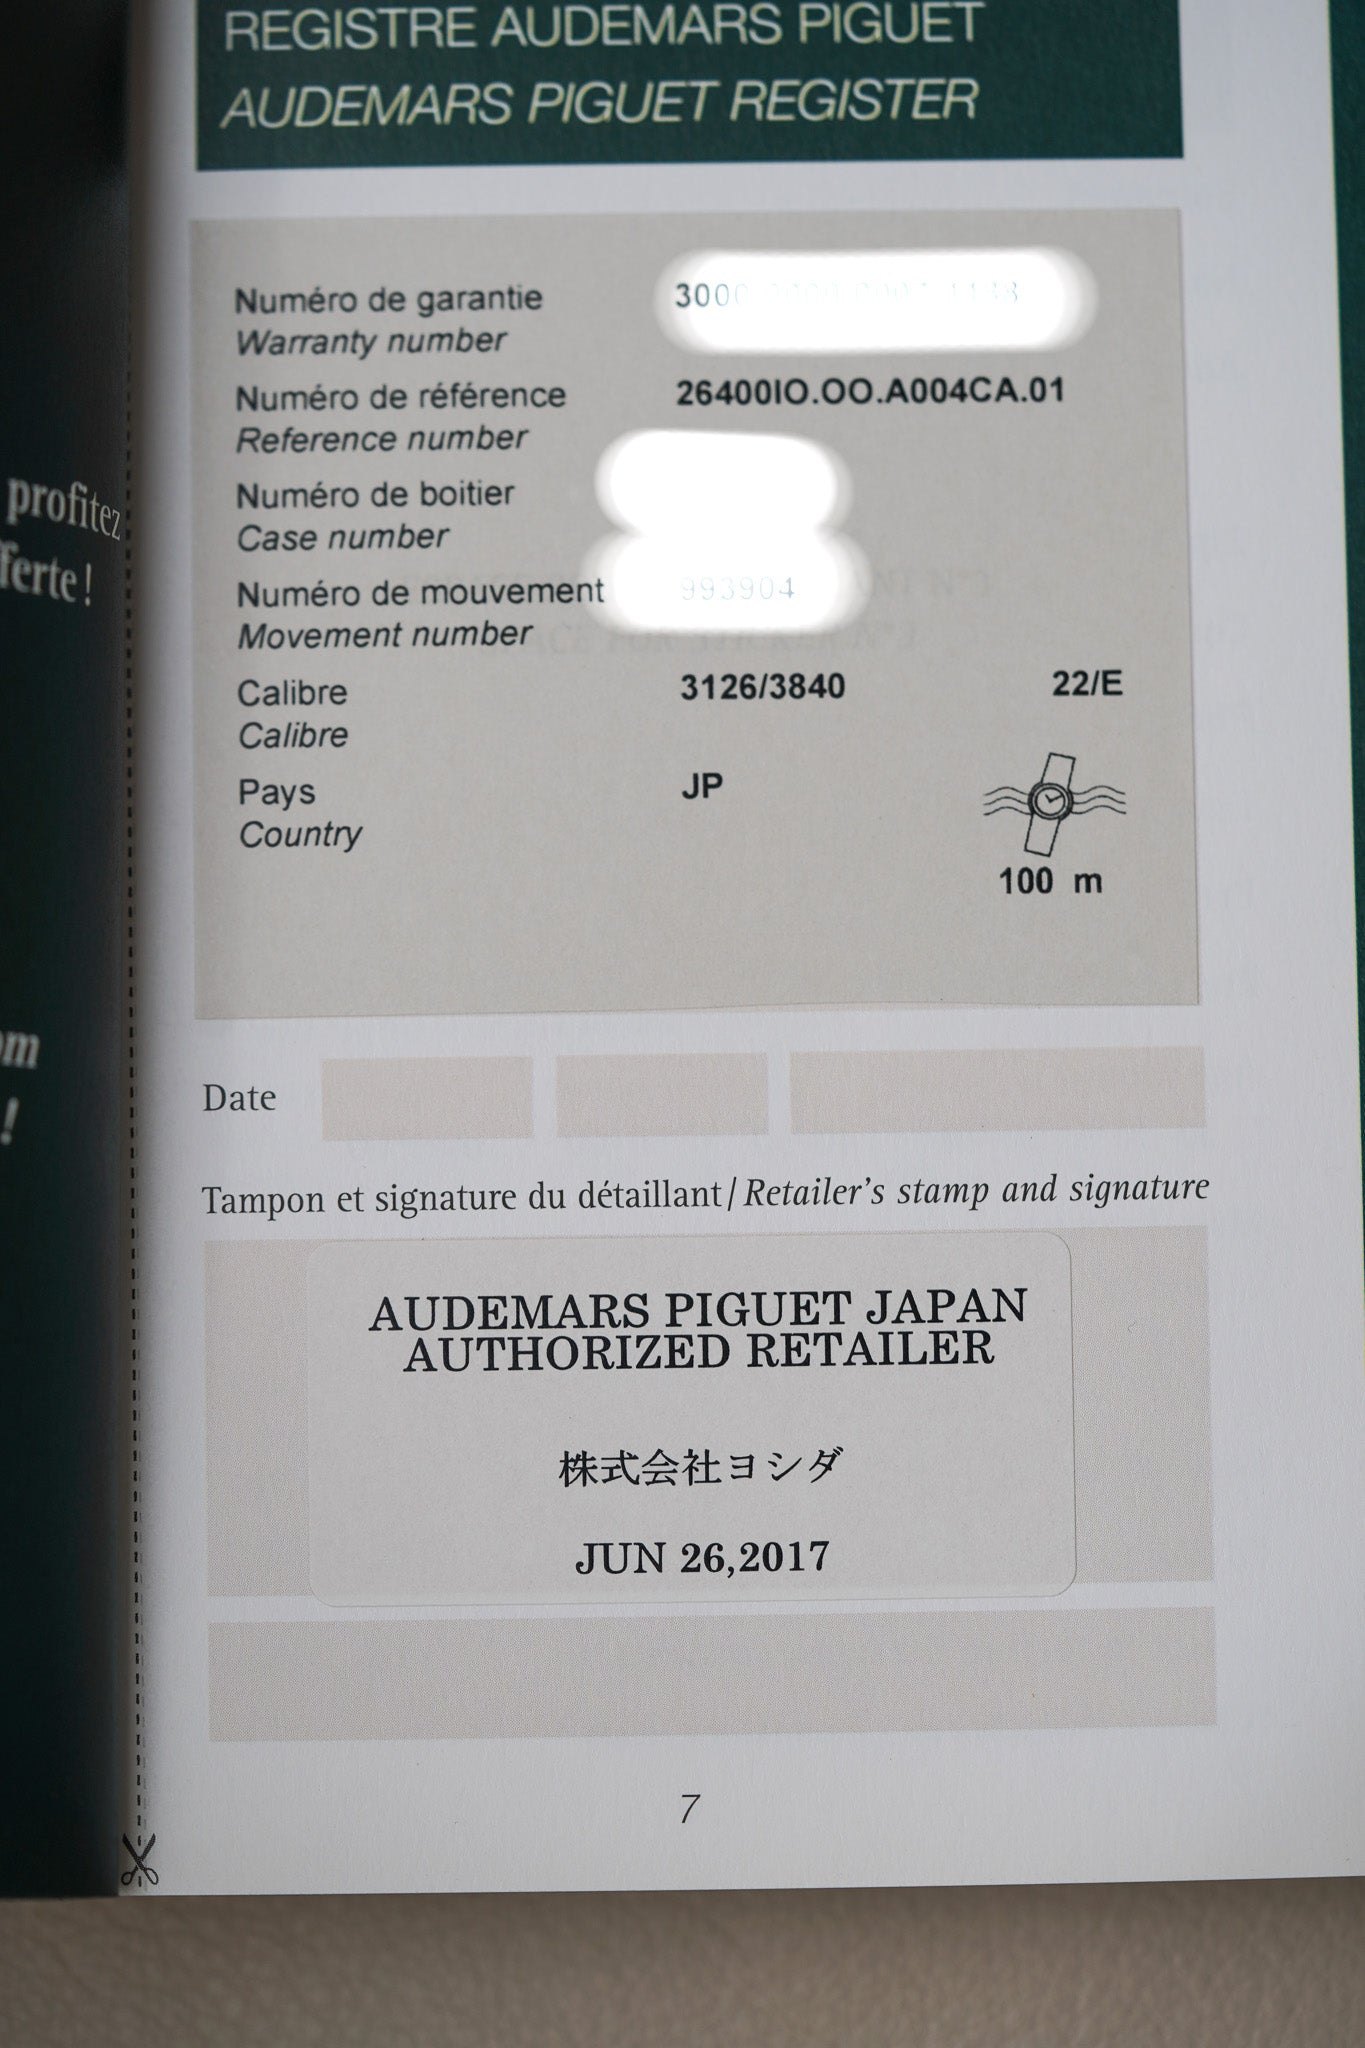 REGISTRE AUDEMARS PIGUET
AUDEMARS PIGUET REGISTER
profitez
fferte !
om
!
Numéro de garantie
Warranty number
Numéro de référence 26400IO.OO.A004CA.01
Reference number
Numéro de boitier
Case number
Numéro de mouvement
Movement number
Calibre 3126/3840 22/E
Calibre
Pays JP
Country
100 m
Date
Tampon et signature du détaillant / Retailer's stamp and signature
AUDEMARS PIGUET JAPAN
AUTHORIZED RETAILER
株式会社ヨシダ
JUN 26,2017
7